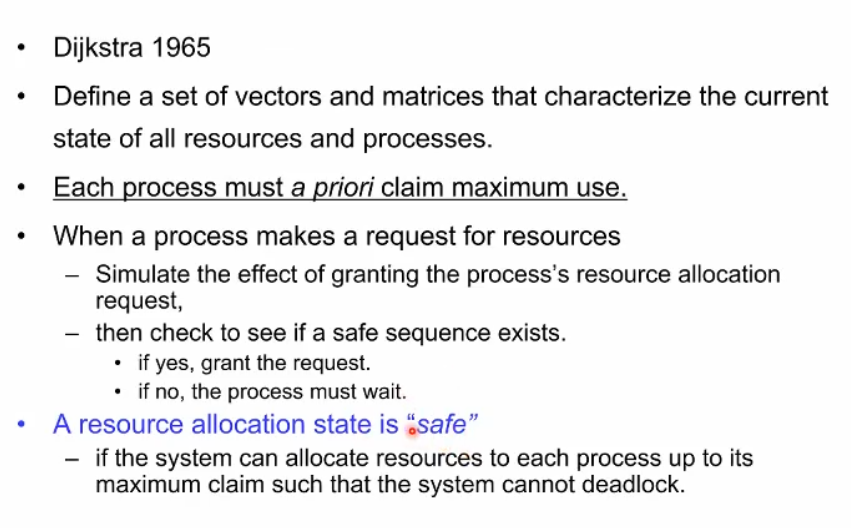 • Dijkstra 1965
• Define a set of vectors and matrices that characterize the current
state of all resources and processes.
• Each process must a priori claim maximum use.
• When a process makes a request for resources
– Simulate the effect of granting the process's resource allocation
request,
– then check to see if a safe sequence exists.
• if yes, grant the request.
• if no, the process must wait.
• A resource allocation state is “safe”
– if the system can allocate resources to each process up to its
maximum claim such that the system cannot deadlock.